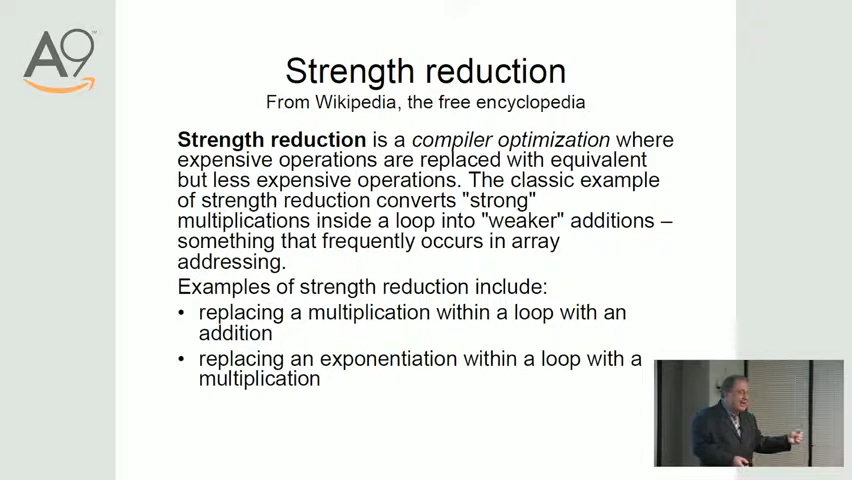 A9
Strength reduction
From Wikipedia, the free encyclopedia
Strength reduction is a compiler optimization where
expensive operations are replaced with equivalent
but less expensive operations. The classic example
of strength reduction converts "strong"
multiplications inside a loop into "weaker" additions –
something that frequently occurs in array
addressing.
Examples of strength reduction include:
• replacing a multiplication within a loop with an
addition
• replacing an exponentiation within a loop with a
multiplication